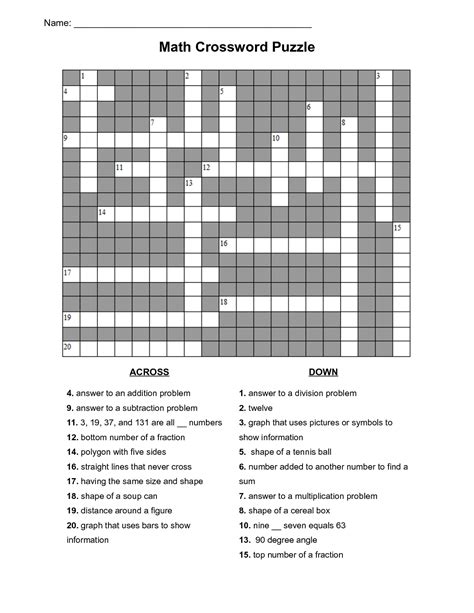 Name: ________________________________________
Math Crossword Puzzle
1 2 3
4 5
6
7 8
9 10
11 12
13
14
15
16
17
18
19
20
ACROSS
4. answer to an addition problem
9. answer to a subtraction problem
11. 3, 19, 37, and 131 are all __ numbers
12. bottom number of a fraction
14. polygon with five sides
16. straight lines that never cross
17. having the same size and shape
18. shape of a soup can
19. distance around a figure
20. graph that uses bars to show
information
DOWN
1. answer to a division problem
2. twelve
3. graph that uses pictures or symbols to
show information
5. shape of a tennis ball
6. number added to another number to find a
sum
7. answer to a multiplication problem
8. shape of a cereal box
10. nine __ seven equals 63
13. 90 degree angle
15. top number of a fraction